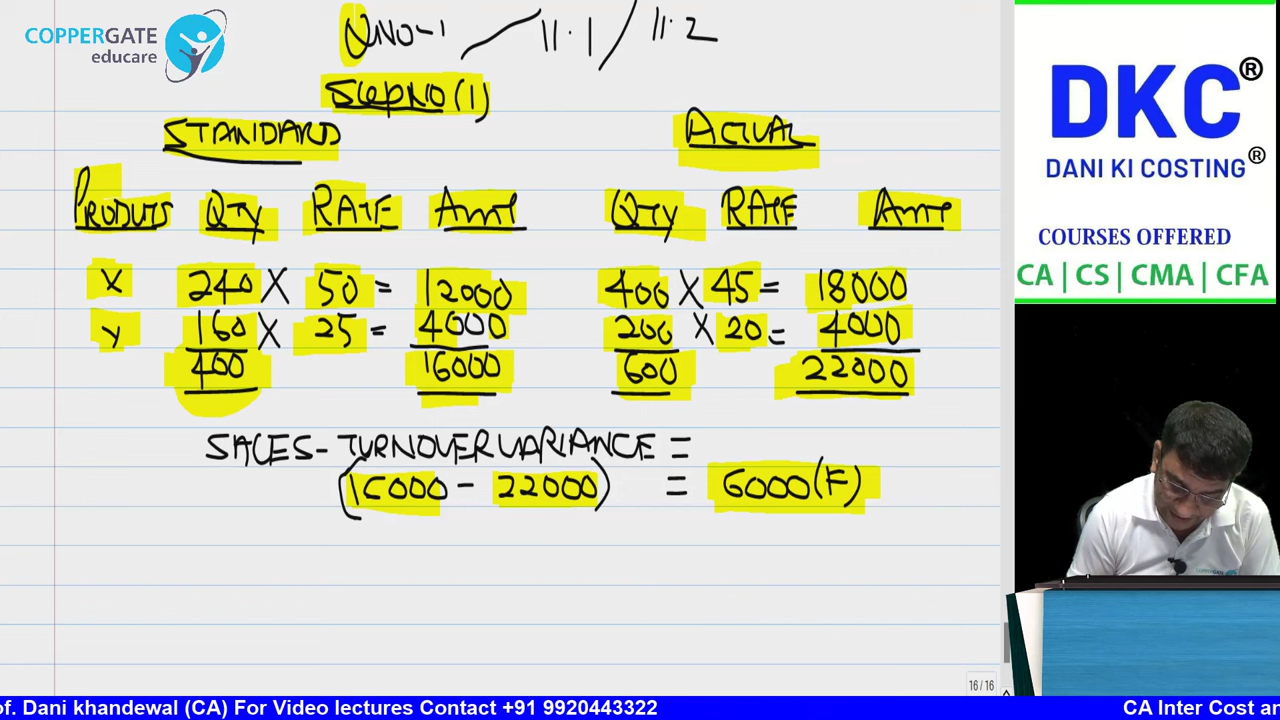 COPPERGATE
educare
QNO-1 / 11.1 / 11.2
StepNO (1)
STANDARD ACTUAL
PRODUTS QTY RATE Amt QTY RATE Amt
X 240 X 50 = 12000 400 X 45 = 18000
Y 160 X 25 = 4000 200 X 20 = 4000
400 16000 600 22000
SALES-TURNOVER VARIANCE =
(16000 - 22000) = 6000(F)
16/16
DKC®
DANI KI COSTING®
COURSES OFFERED
CA | CS | CMA | CFA
COPPERGATE
of. Dani khandewal (CA) For Video lectures Contact +91 9920443322
CA Inter Cost an